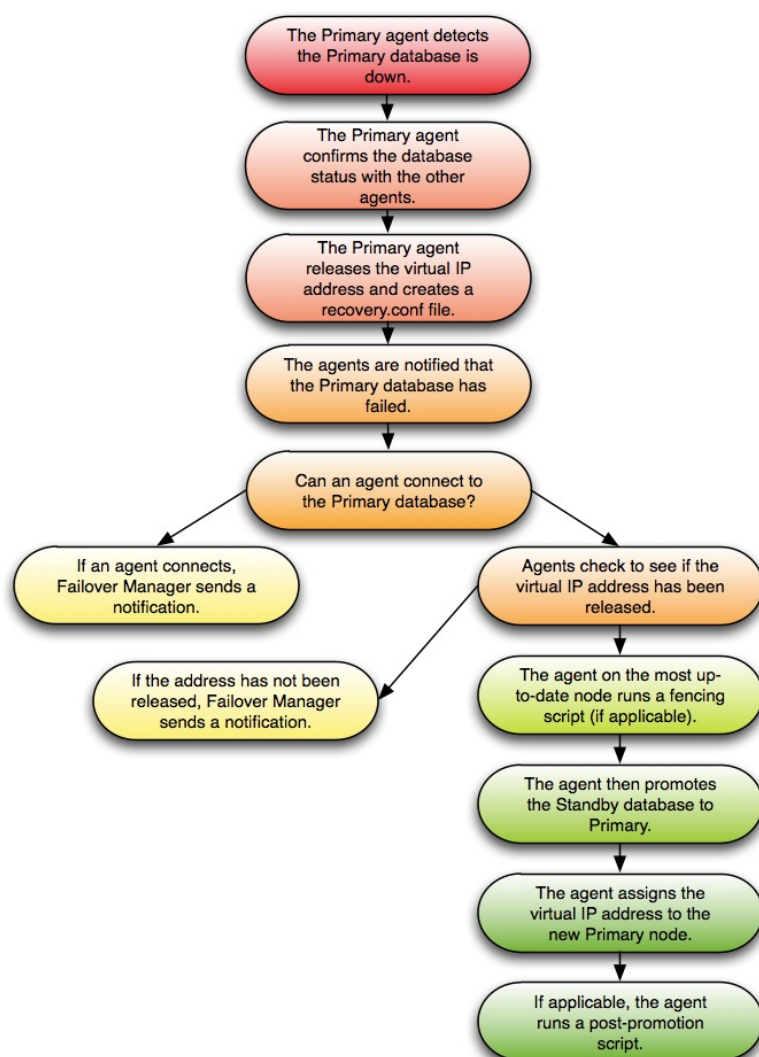 The Primary agent detects
the Primary database is
down.
The Primary agent
confirms the database
status with the other
agents.
The Primary agent
releases the virtual IP
address and creates a
recovery.conf file.
The agents are notified that
the Primary database has
failed.
Can an agent connect to
the Primary database?
If an agent connects,
Failover Manager sends a
notification.
Agents check to see if the
virtual IP address has been
released.
If the address has not been
released, Failover Manager
sends a notification.
The agent on the most up-
to-date node runs a fencing
script (if applicable).
The agent then promotes
the Standby database to
Primary.
The agent assigns the
virtual IP address to the
new Primary node.
If applicable, the agent
runs a post-promotion
script.